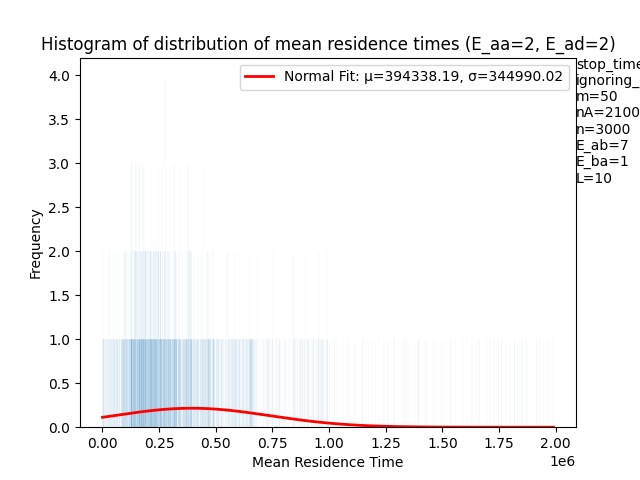 Histogram of distribution of mean residence times (E_aa=2, E_ad=2)
Normal Fit: μ=394338.19, σ=344990.02
stop_time
ignoring_
m=50
nA=2100
n=3000
E_ab=7
E_ba=1
L=10
Frequency
4.0
3.5
3.0
2.5
2.0
1.5
1.0
0.5
0.0
0.00 0.25 0.50 0.75 1.00 1.25 1.50 1.75 2.00
1e6
Mean Residence Time